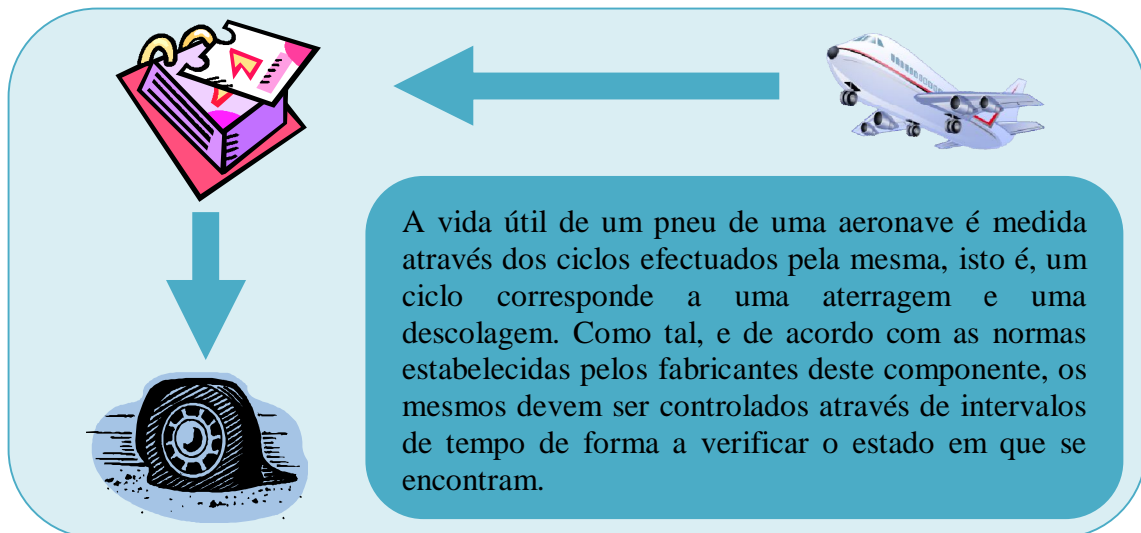 A vida útil de um pneu de uma aeronave é medida
através dos ciclos efectuados pela mesma, isto é, um
ciclo corresponde a uma aterragem e uma
descolagem. Como tal, e de acordo com as normas
estabelecidas pelos fabricantes deste componente, os
mesmos devem ser controlados através de intervalos
de tempo de forma a verificar o estado em que se
encontram.